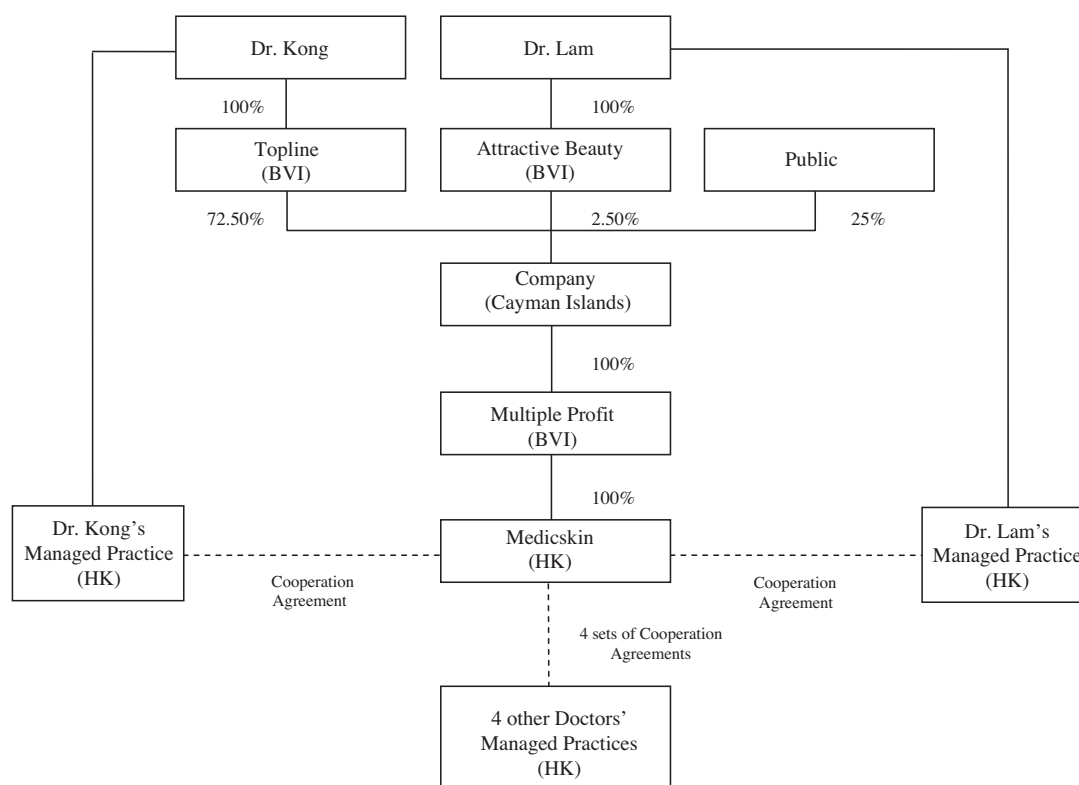 Dr. Kong
Dr. Lam
100%
100%
Topline
(BVI)
Attractive Beauty
(BVI)
Public
72.50%
2.50%
25%
Company
(Cayman Islands)
100%
Multiple Profit
(BVI)
100%
Dr. Kong’s
Managed Practice
(HK)
Medicskin
(HK)
Dr. Lam’s
Managed Practice
(HK)
Cooperation
Agreement
Cooperation
Agreement
4 sets of Cooperation
Agreements
4 other Doctors’
Managed Practices
(HK)